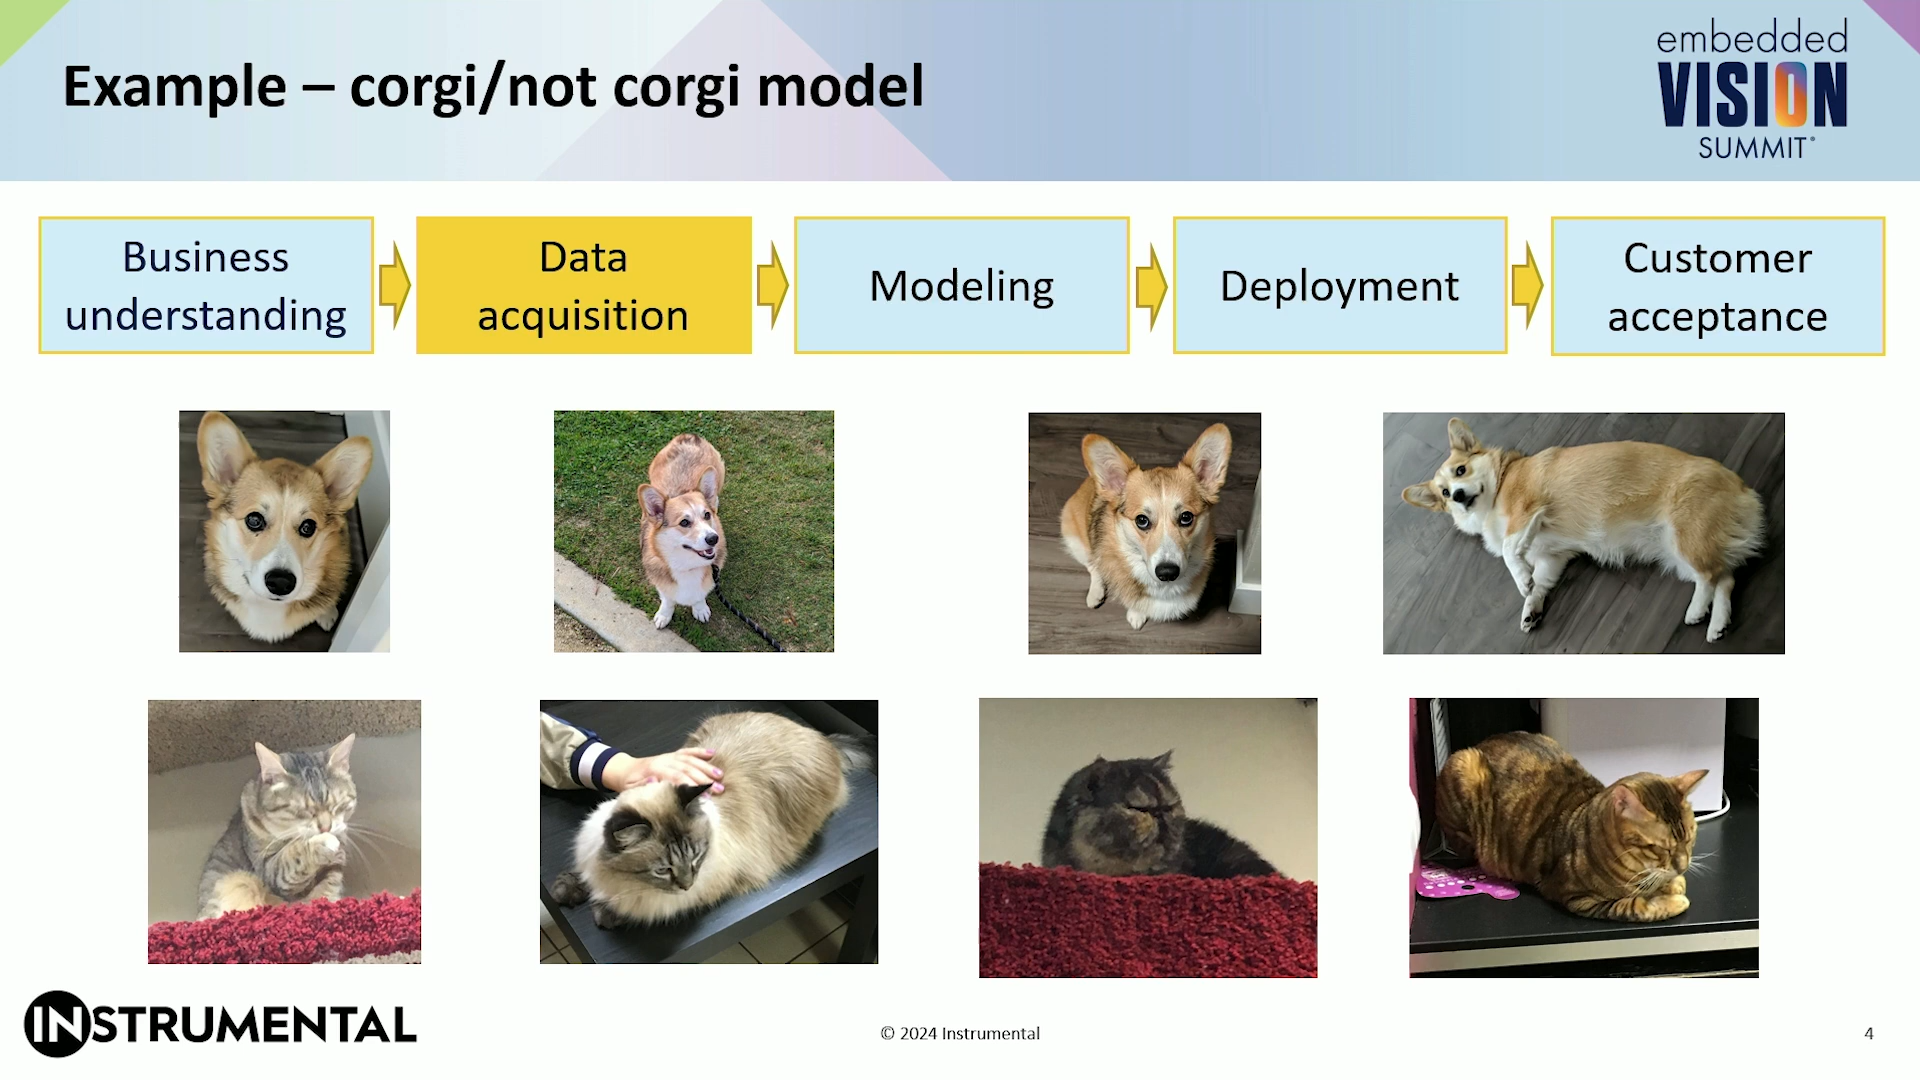 Example – corgi/not corgi model
embedded
VISION
SUMMIT
Business
understanding
Data
acquisition
Modeling
Deployment
Customer
acceptance
INSTRUMENTAL
© 2024 Instrumental
4